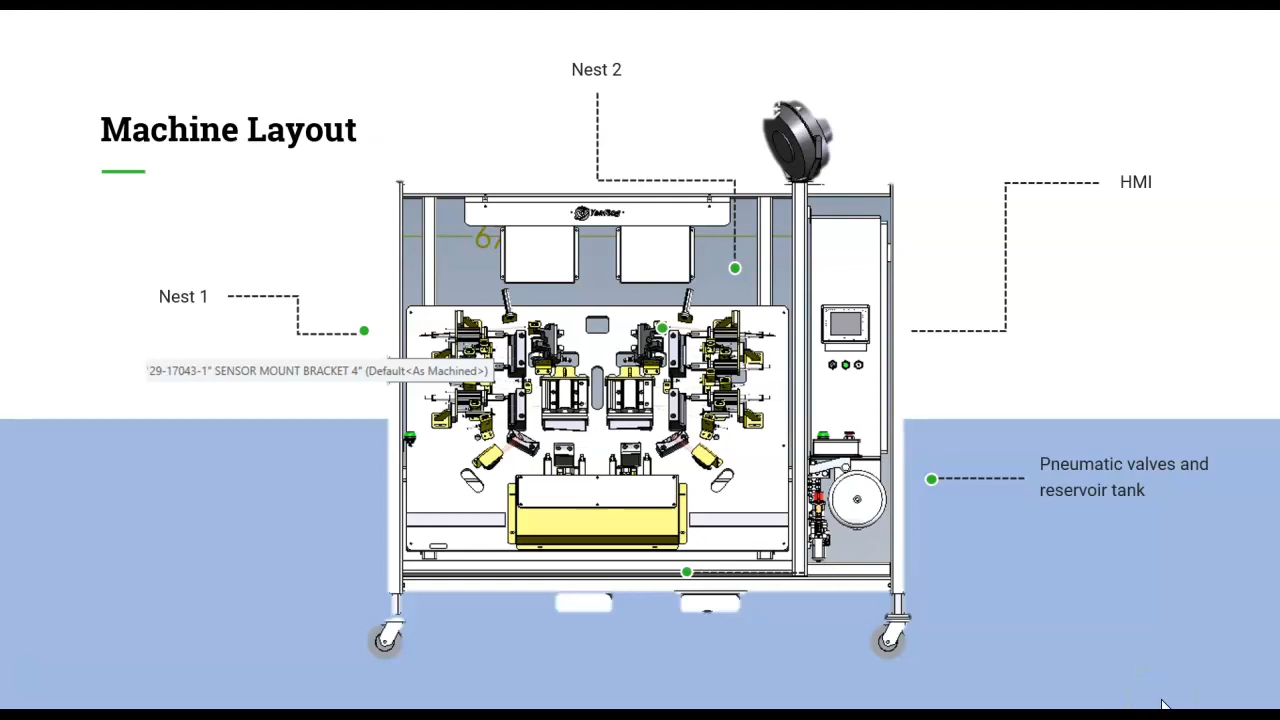 Nest 2
Machine Layout
HMI
Nest 1
'29-17043-1" SENSOR MOUNT BRACKET 4" (Default<As Machined>)
Pneumatic valves and
reservoir tank